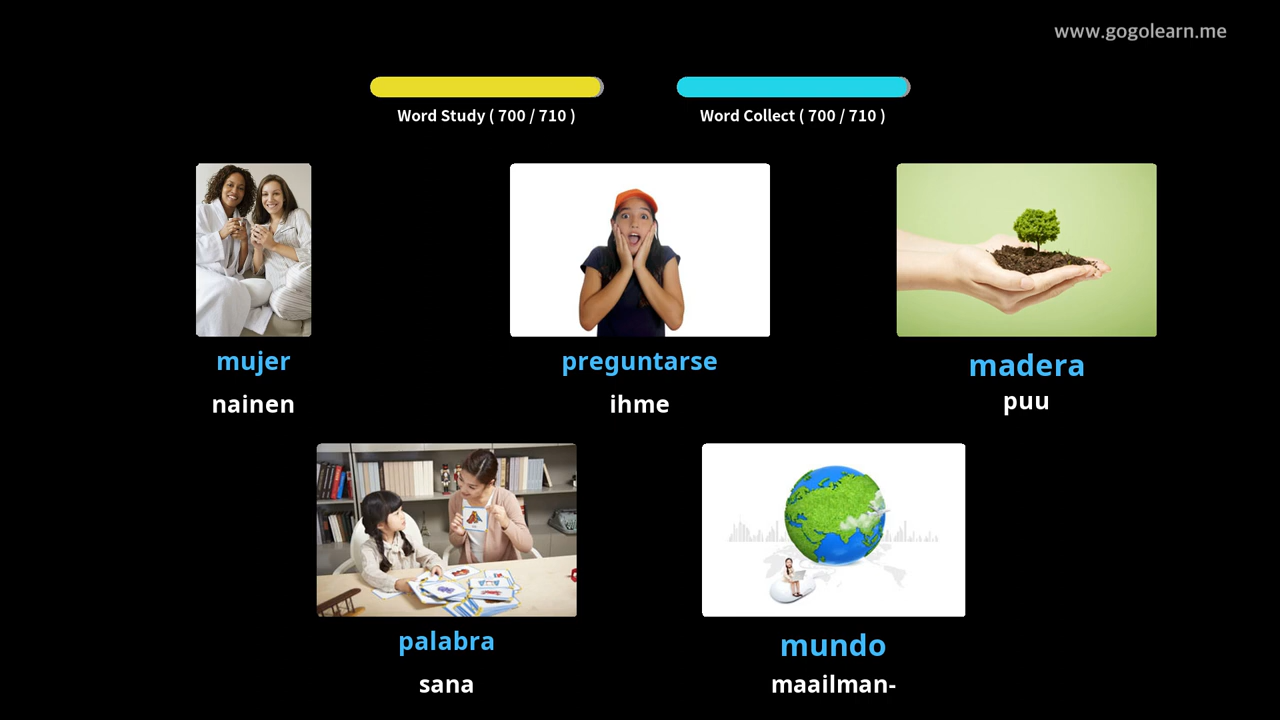 www.gogolearn.me
Word Study ( 700 / 710 )
Word Collect ( 700 / 710 )
mujer
nainen
preguntarse
ihme
madera
puu
palabra
sana
mundo
maailman-